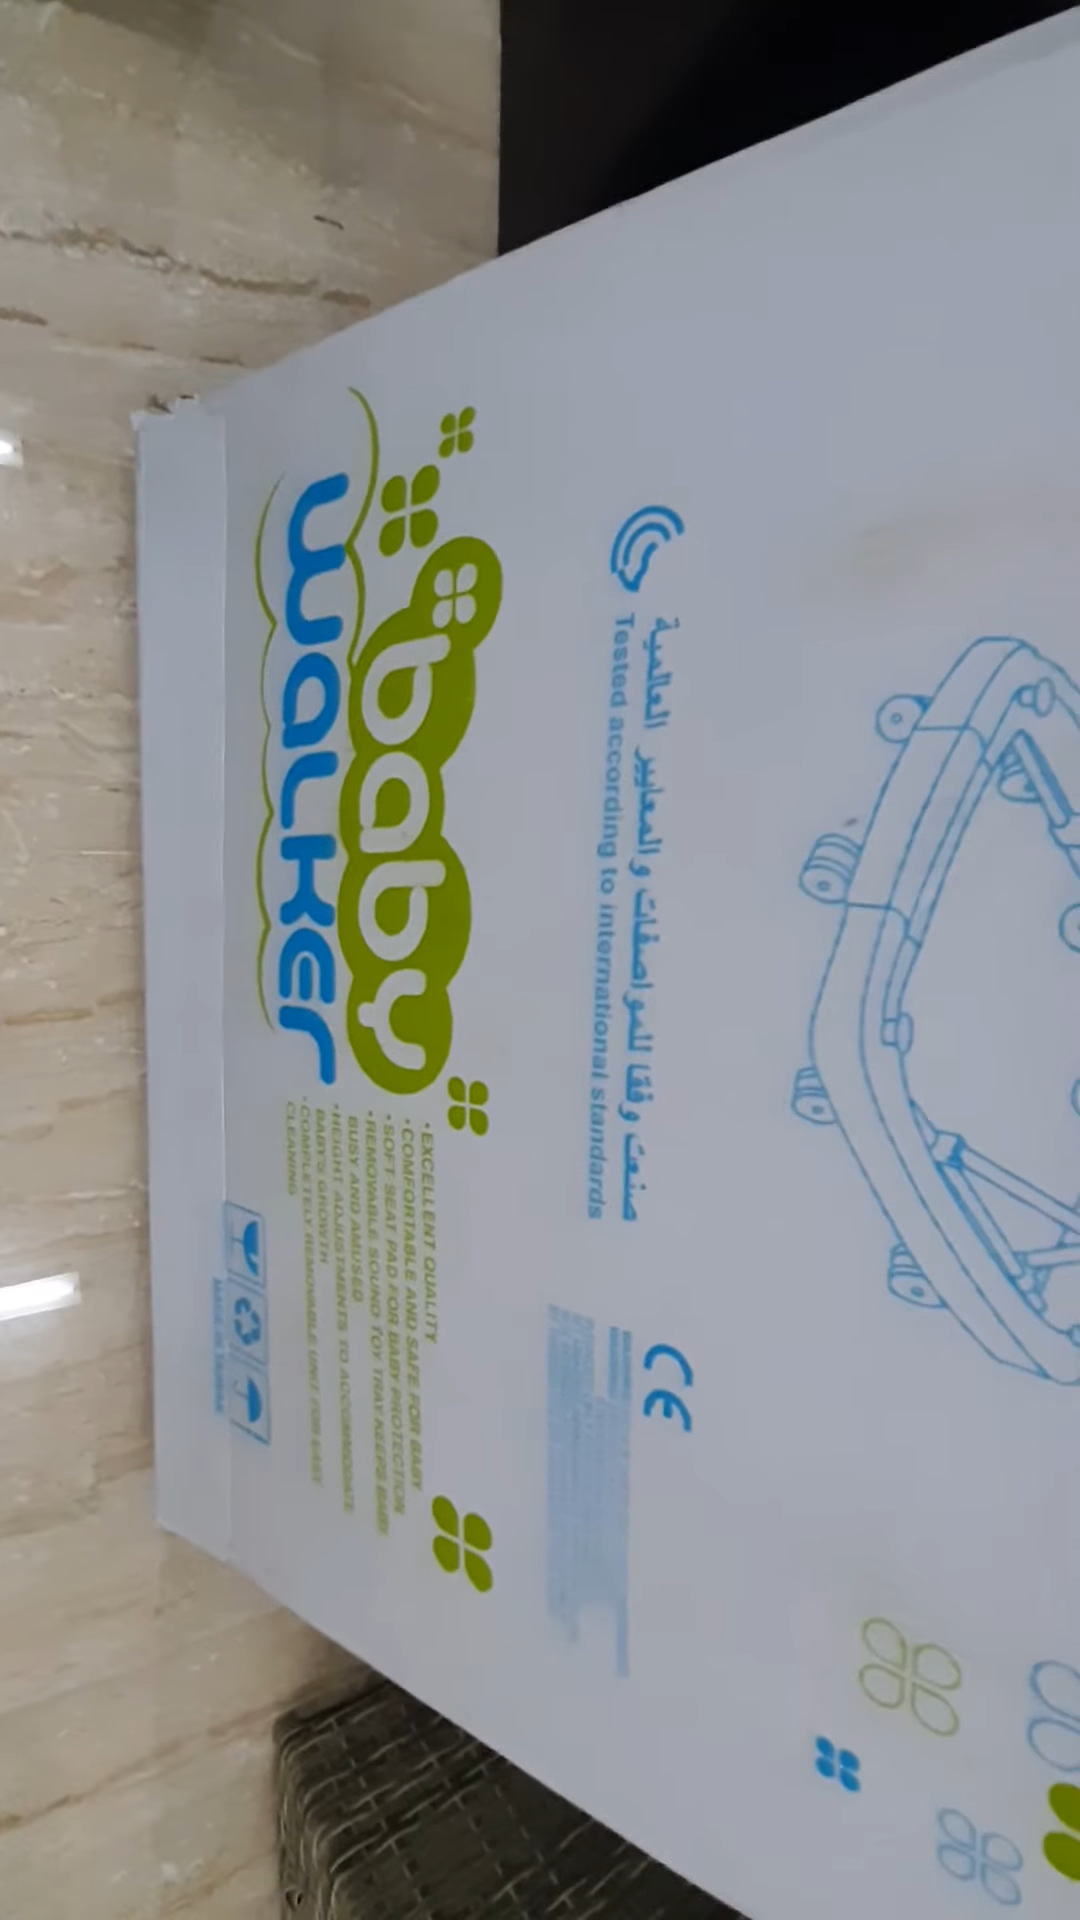 صنعت وفقا للمواصفات والمعايير العالمية
Tested according to international standards
baby
walker
•EXCELLENT QUALITY
•COMFORTABLE AND SAFE FOR BABY
•SOFT SEAT PAD FOR BABY PROTECTION
•REMOVABLE SOUND TOY TRAY KEEPS BABY
BUSY AND AMUSED
•HEIGHT ADJUSTMENTS TO ACCOMMODATE
BABY'S GROWTH
•COMPLETELY REMOVABLE UNIT FOR EASY
CLEANING
CE